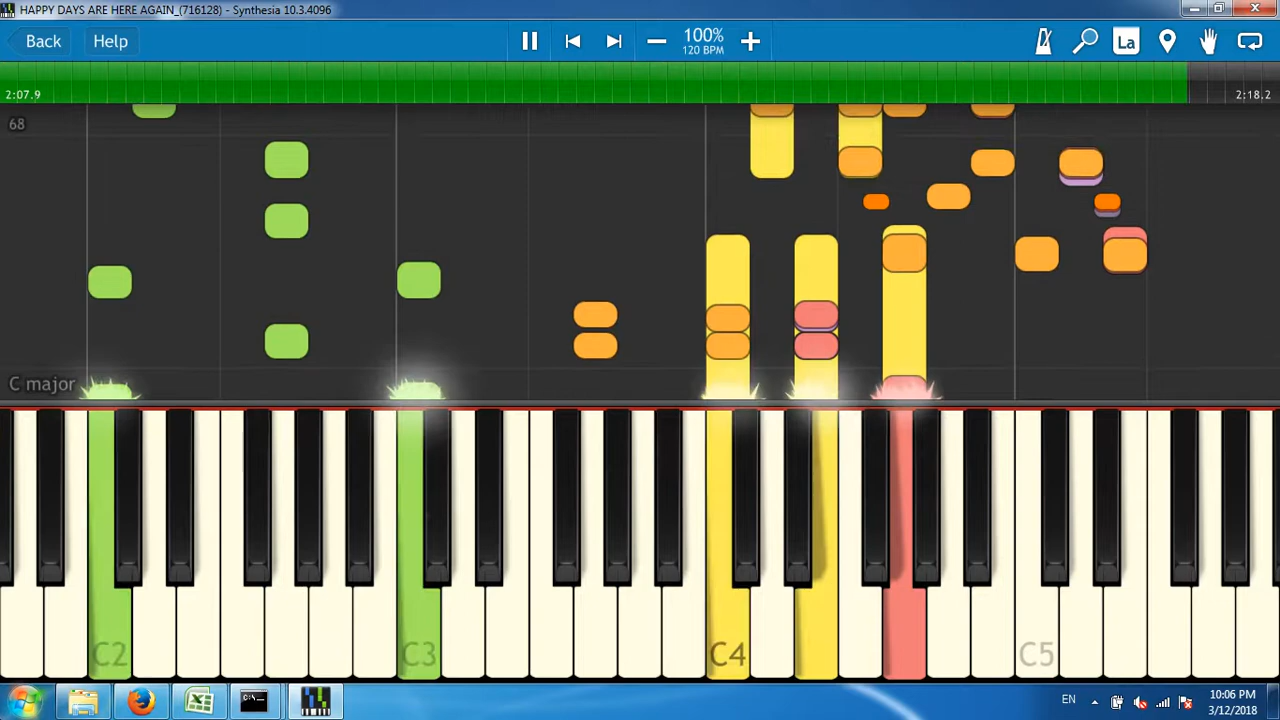 HAPPY DAYS ARE HERE AGAIN_(716128) - Synthesia 10.3.4096
Back
Help
100%
120 BPM
La
2:07.9
2:18.2
68
C major
C2
C3
C4
C5
C:\
EN
10:06 PM
3/12/2018